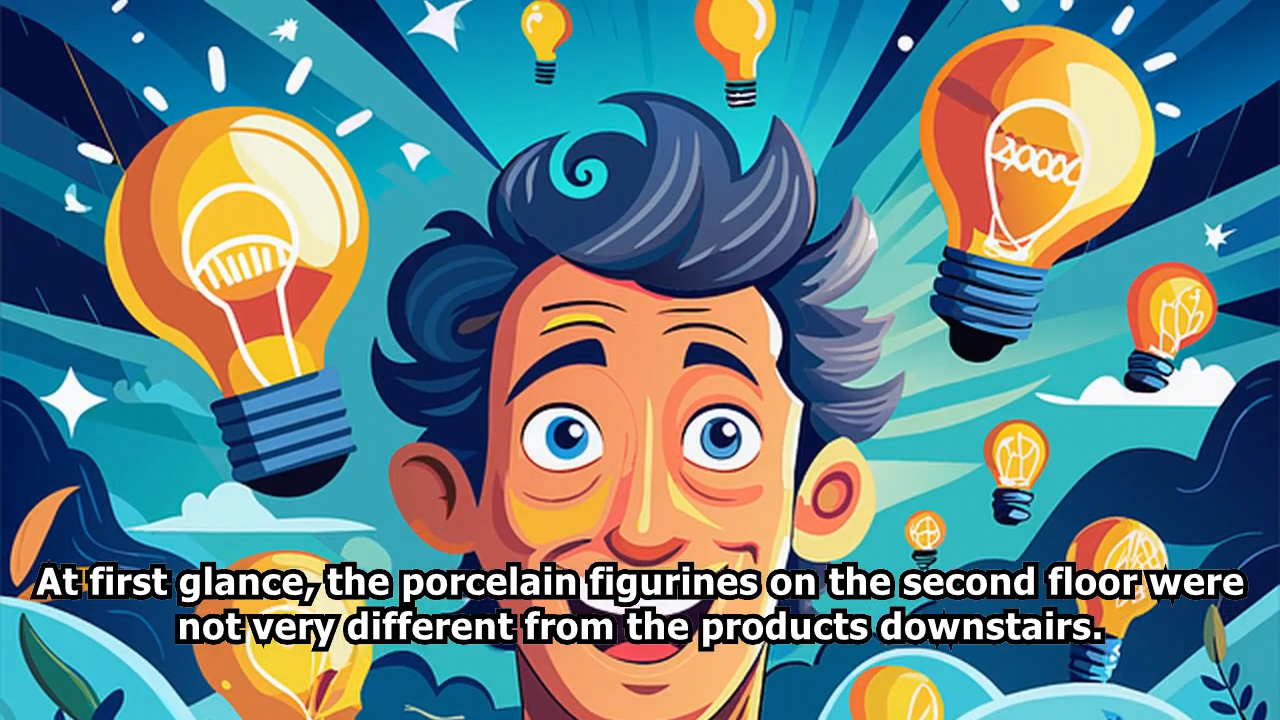 At first glance, the porcelain figurines on the second floor were
not very different from the products downstairs.